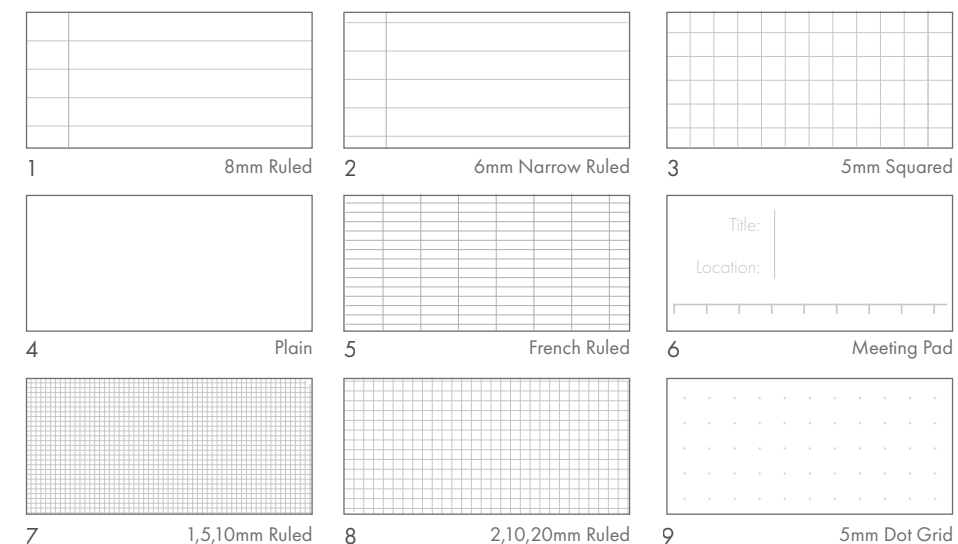 1 8mm Ruled
2 6mm Narrow Ruled
3 5mm Squared
4 Plain
5 French Ruled
Title:
Location:
6 Meeting Pad
7 1,5,10mm Ruled
8 2,10,20mm Ruled
9 5mm Dot Grid